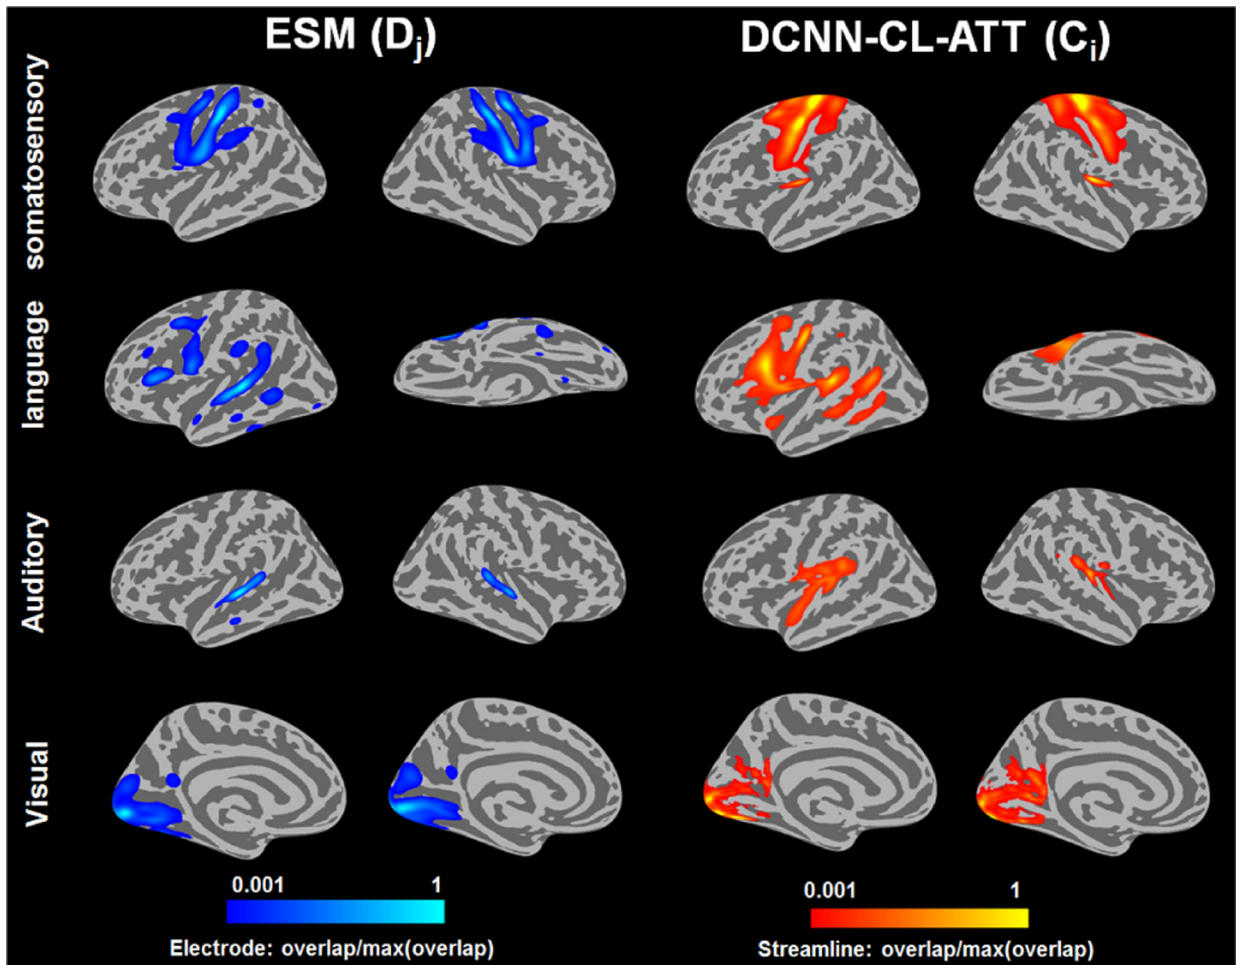 ESM (Dj)
DCNN-CL-ATT (Ci)
somatosensory
language
Auditory
Visual
0.001 1
Electrode: overlap/max(overlap)
0.001 1
Streamline: overlap/max(overlap)